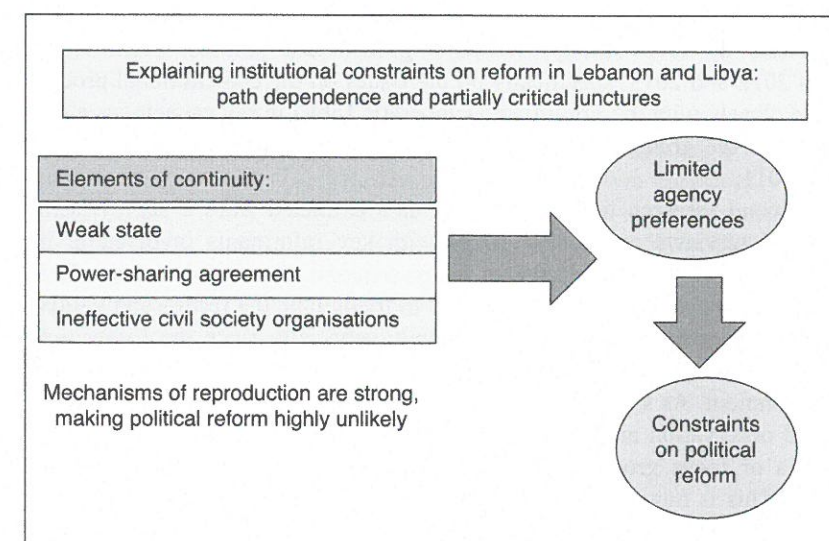 Explaining institutional constraints on reform in Lebanon and Libya:
path dependence and partially critical junctures
Elements of continuity:
Weak state
Power-sharing agreement
Ineffective civil society organisations
Mechanisms of reproduction are strong,
making political reform highly unlikely
Limited
agency
preferences
Constraints
on political
reform